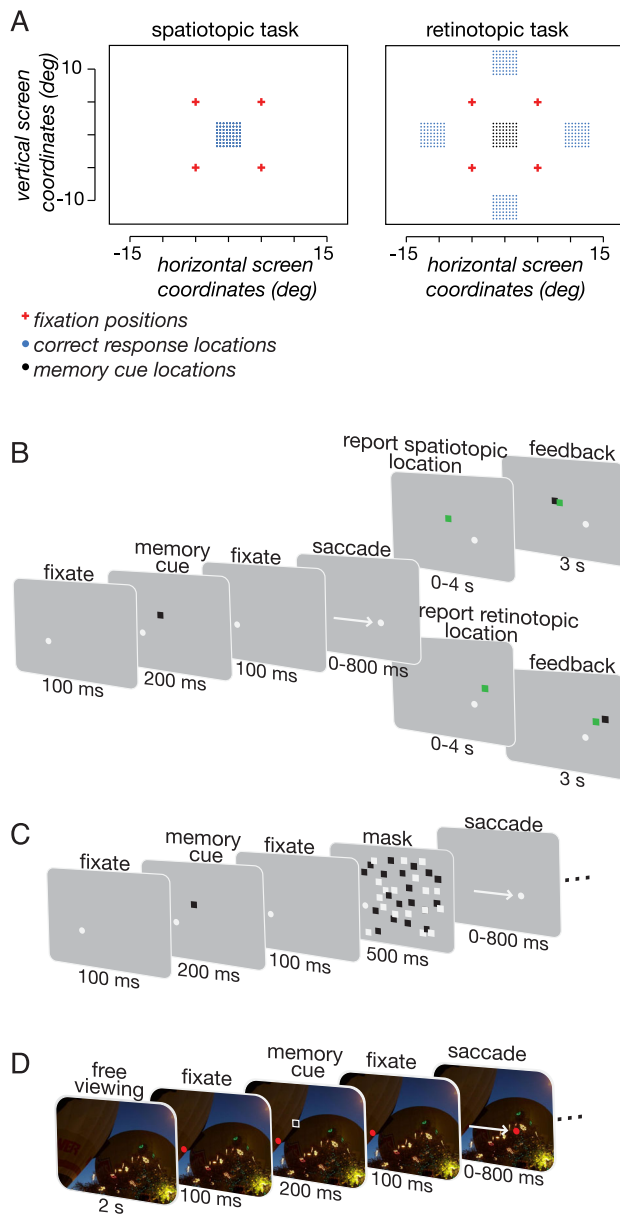 A
spatiotopic task
retinotopic task
10
-10
vertical screen
coordinates (deg)
-15
15
-15
15
horizontal screen
coordinates (deg)
horizontal screen
coordinates (deg)
fixation positions
correct response locations
memory cue locations
B
report spatiotopic
location
feedback
fixate
memory
cue
fixate
saccade
100 ms
200 ms
100 ms
0-800 ms
0-4 s
3 s
report retinotopic
location
feedback
0-4 s
3 s
C
fixate
memory
cue
fixate
mask
saccade
...
100 ms
200 ms
100 ms
500 ms
0-800 ms
D
free
viewing
fixate
memory
cue
fixate
saccade
...
2 s
100 ms
200 ms
100 ms
0-800 ms